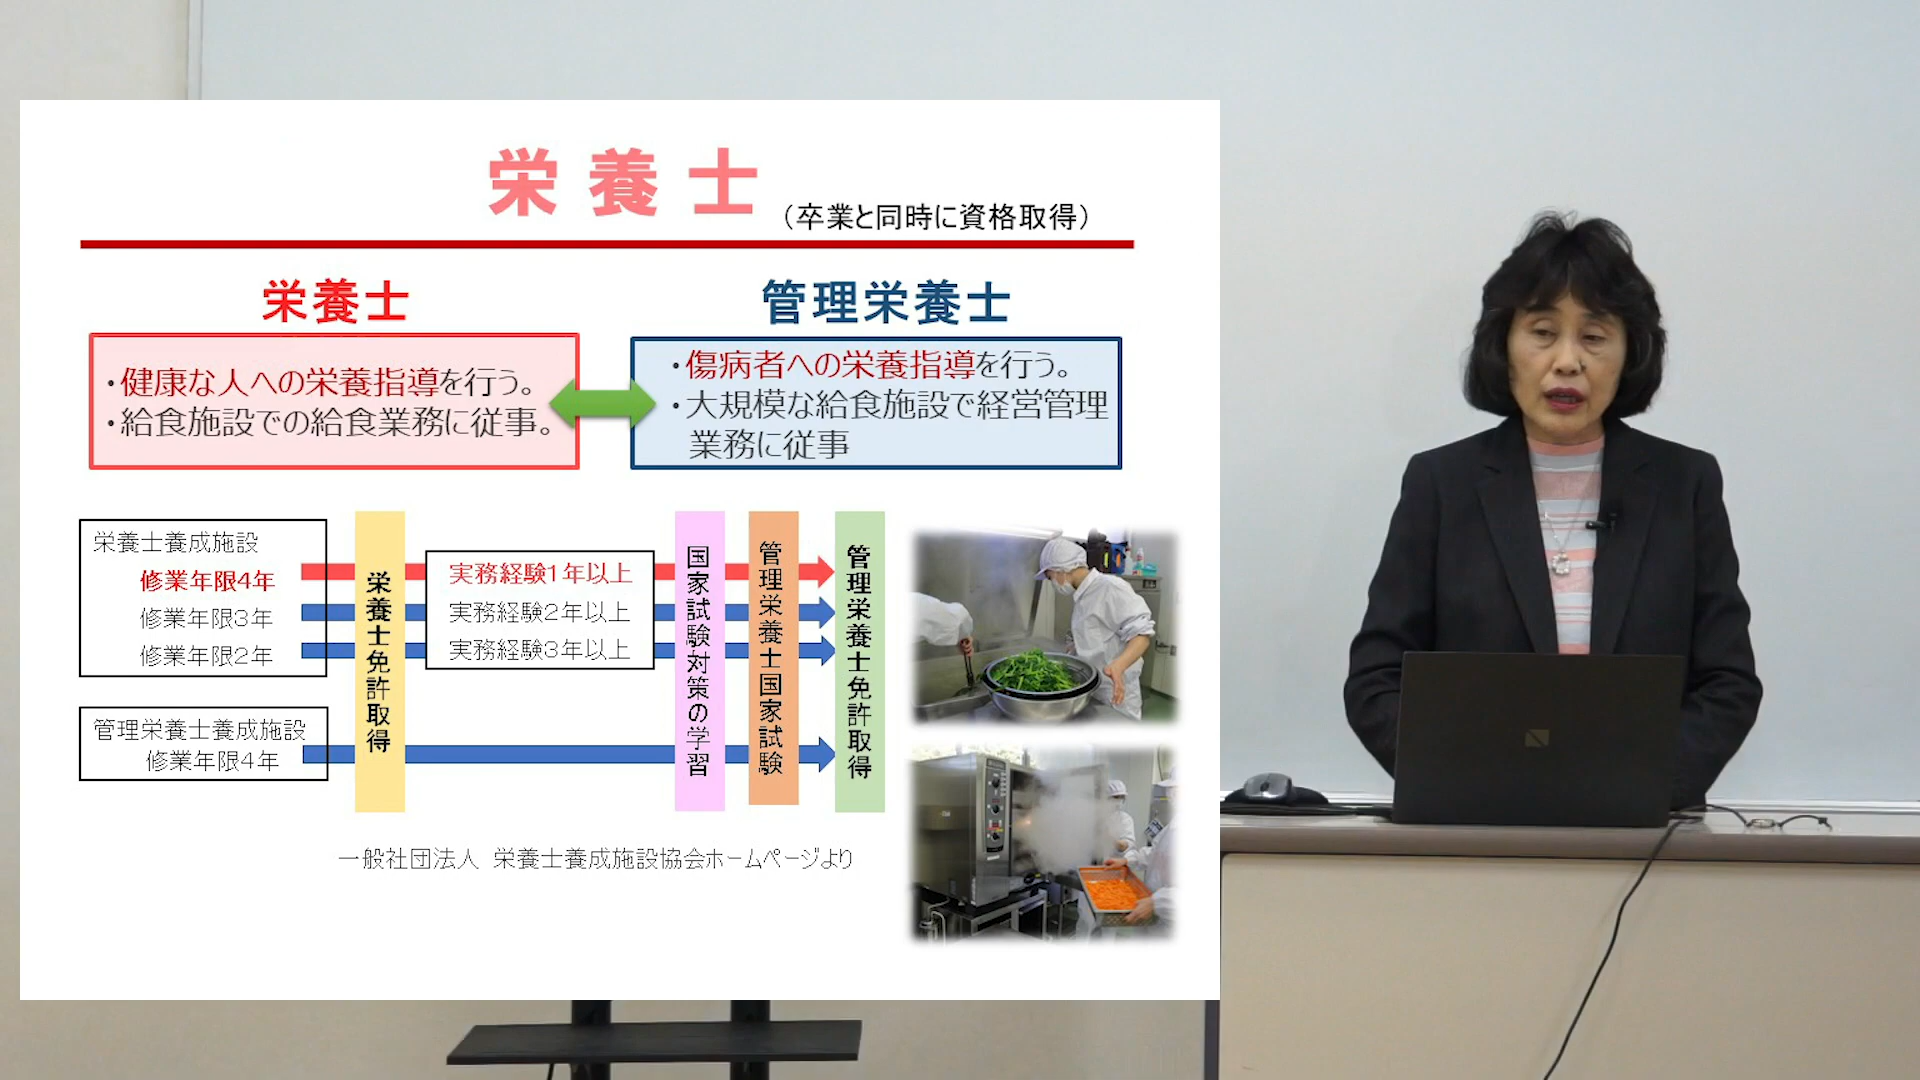 栄養士
（卒業と同時に資格取得）
栄養士
・健康な人への栄養指導を行う。
・給食施設での給食業務に従事。
管理栄養士
・傷病者への栄養指導を行う。
・大規模な給食施設で経営管理
業務に従事
栄養士養成施設
修業年限4年
修業年限3年
修業年限2年
管理栄養士養成施設
修業年限4年
栄養士免許取得
実務経験1年以上
実務経験2年以上
実務経験3年以上
国家試験対策の学習
管理栄養士国家試験
管理栄養士免許取得
一般社団法人 栄養士養成施設協会ホームページより